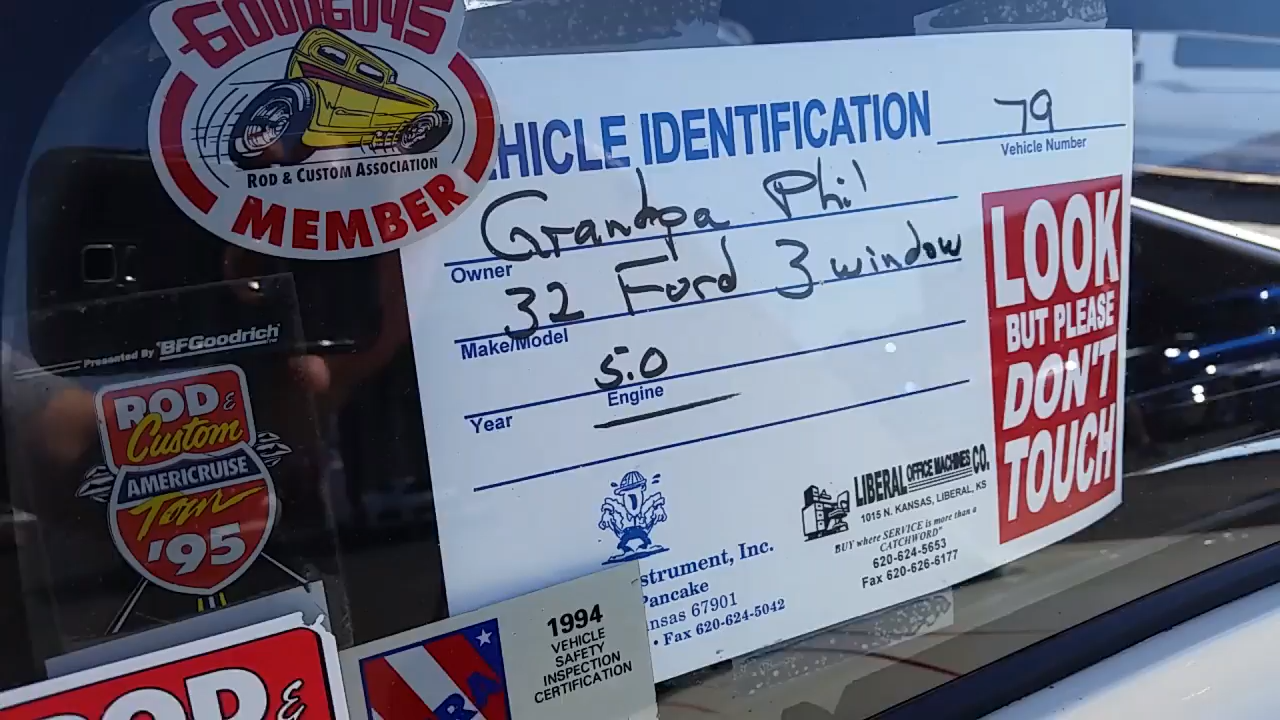 GOODGUYS
ROD & CUSTOM ASSOCIATION
MEMBER
VEHICLE IDENTIFICATION
79
Vehicle Number
Grandpa Phil
Owner
32 Ford 3 window
Make/Model
5.0
Year
Engine
LOOK
BUT PLEASE
DON'T
TOUCH
Presented By BFGoodrich
ROD &
Custom
AMERICRUISE
Tour
'95
LIBERAL OFFICE MACHINES CO.
1015 N. KANSAS, LIBERAL, KS
BUY where SERVICE is more than a
CATCHWORD"
620-624-5653
Fax 620-626-6177
strument, Inc.
Pancake
nsas 67901
• Fax 620-624-5042
1994
VEHICLE
SAFETY
INSPECTION
CERTIFICATION
ROD &